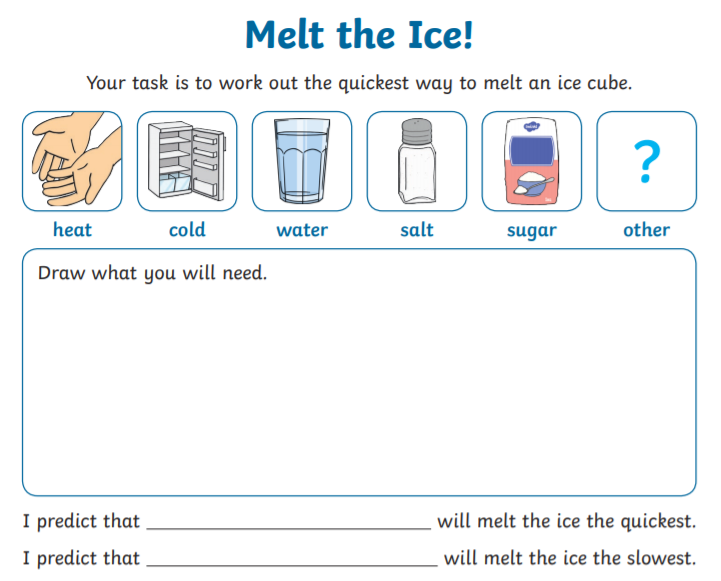 Melt the Ice!
Your task is to work out the quickest way to melt an ice cube.
?
heat cold water salt sugar other
Draw what you will need.
I predict that ______________________________ will melt the ice the quickest.
I predict that ______________________________ will melt the ice the slowest.